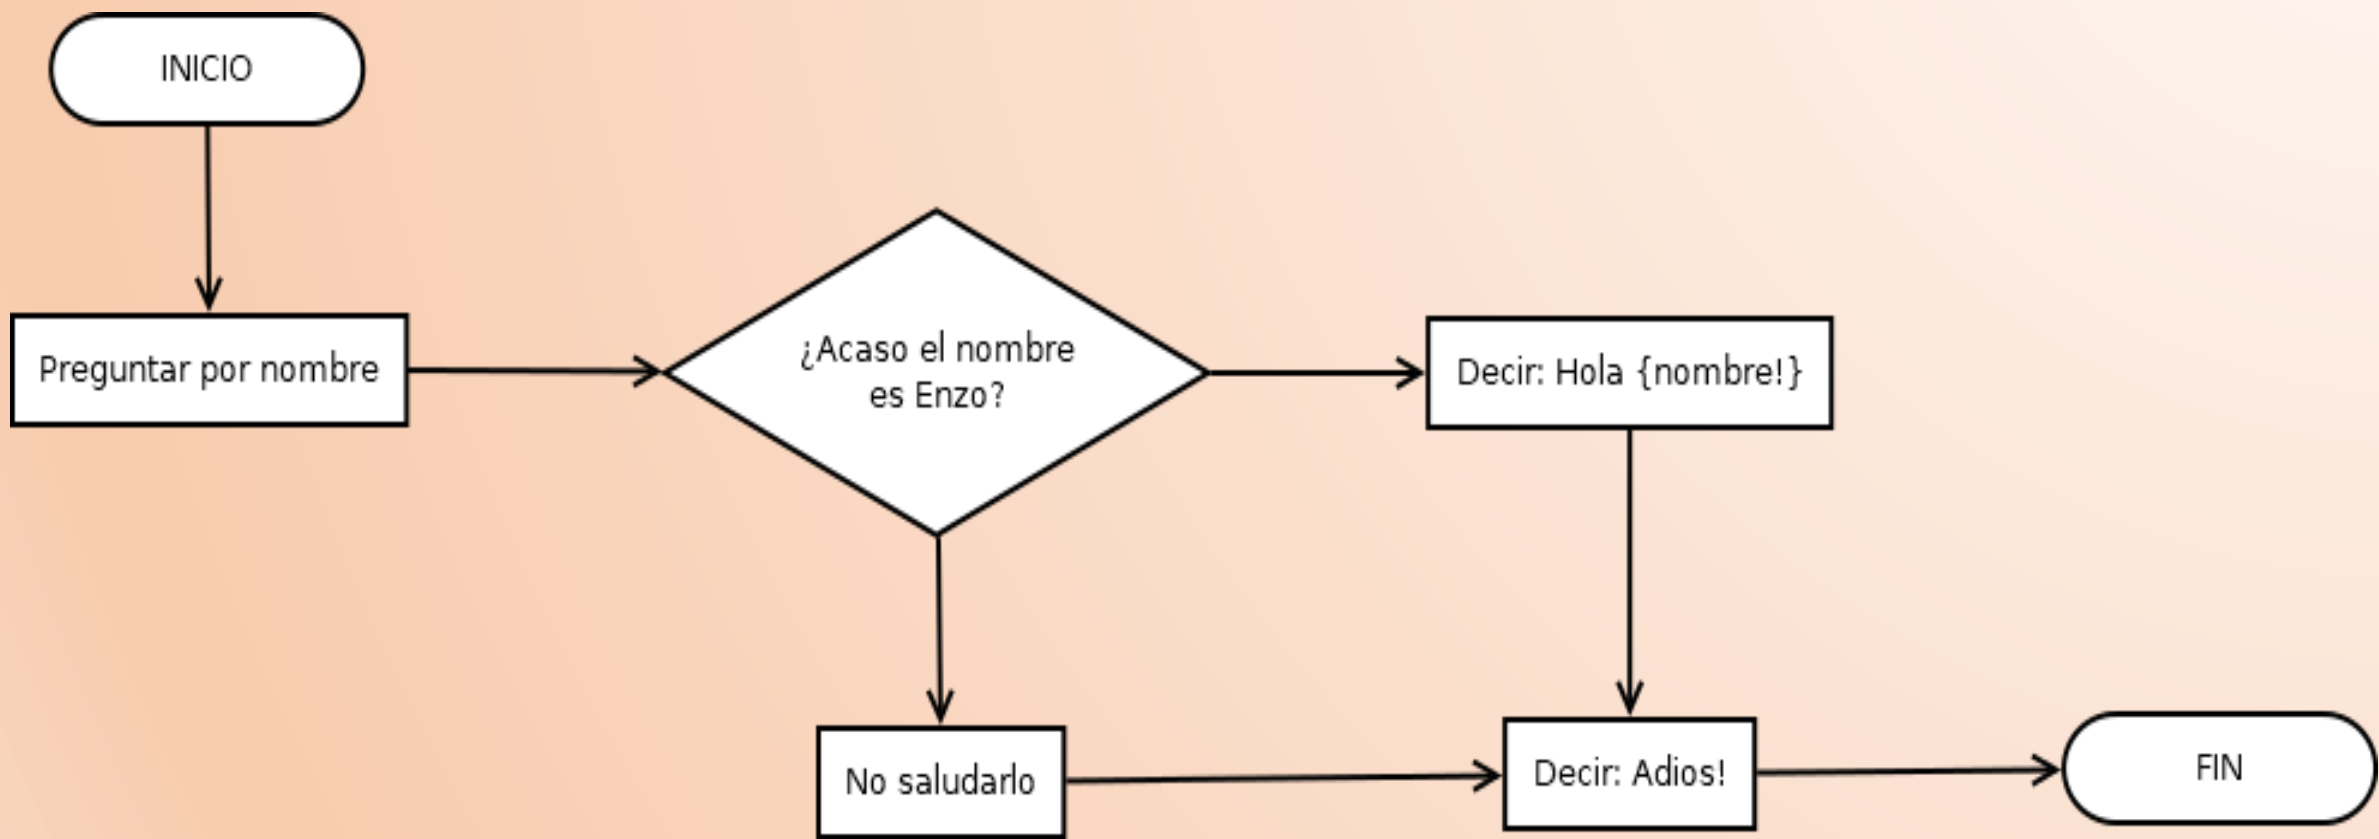 INICIO
Preguntar por nombre
¿Acaso el nombre
es Enzo?
Decir: Hola {nombre!}
No saludarlo
Decir: Adios!
FIN